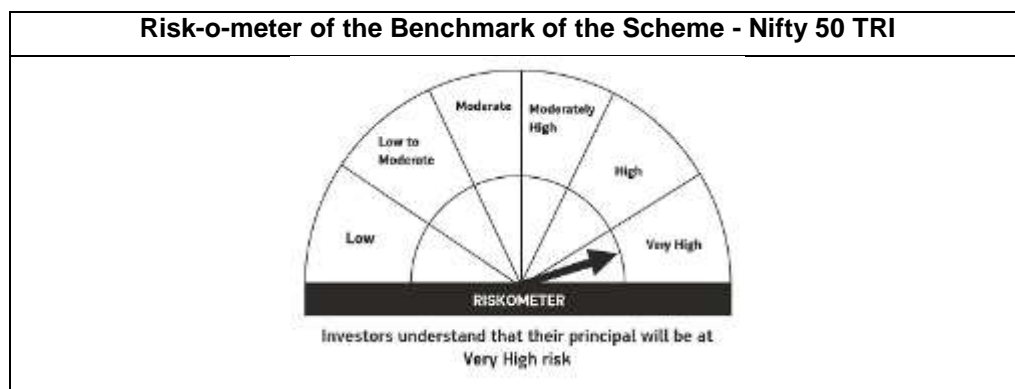 Risk-o-meter of the Benchmark of the Scheme - Nifty 50 TRI
Moderate
Moderately
High
Low to
Moderate
High
Low
Very High
RISKOMETER
Investors understand that their principal will be at
Very High risk